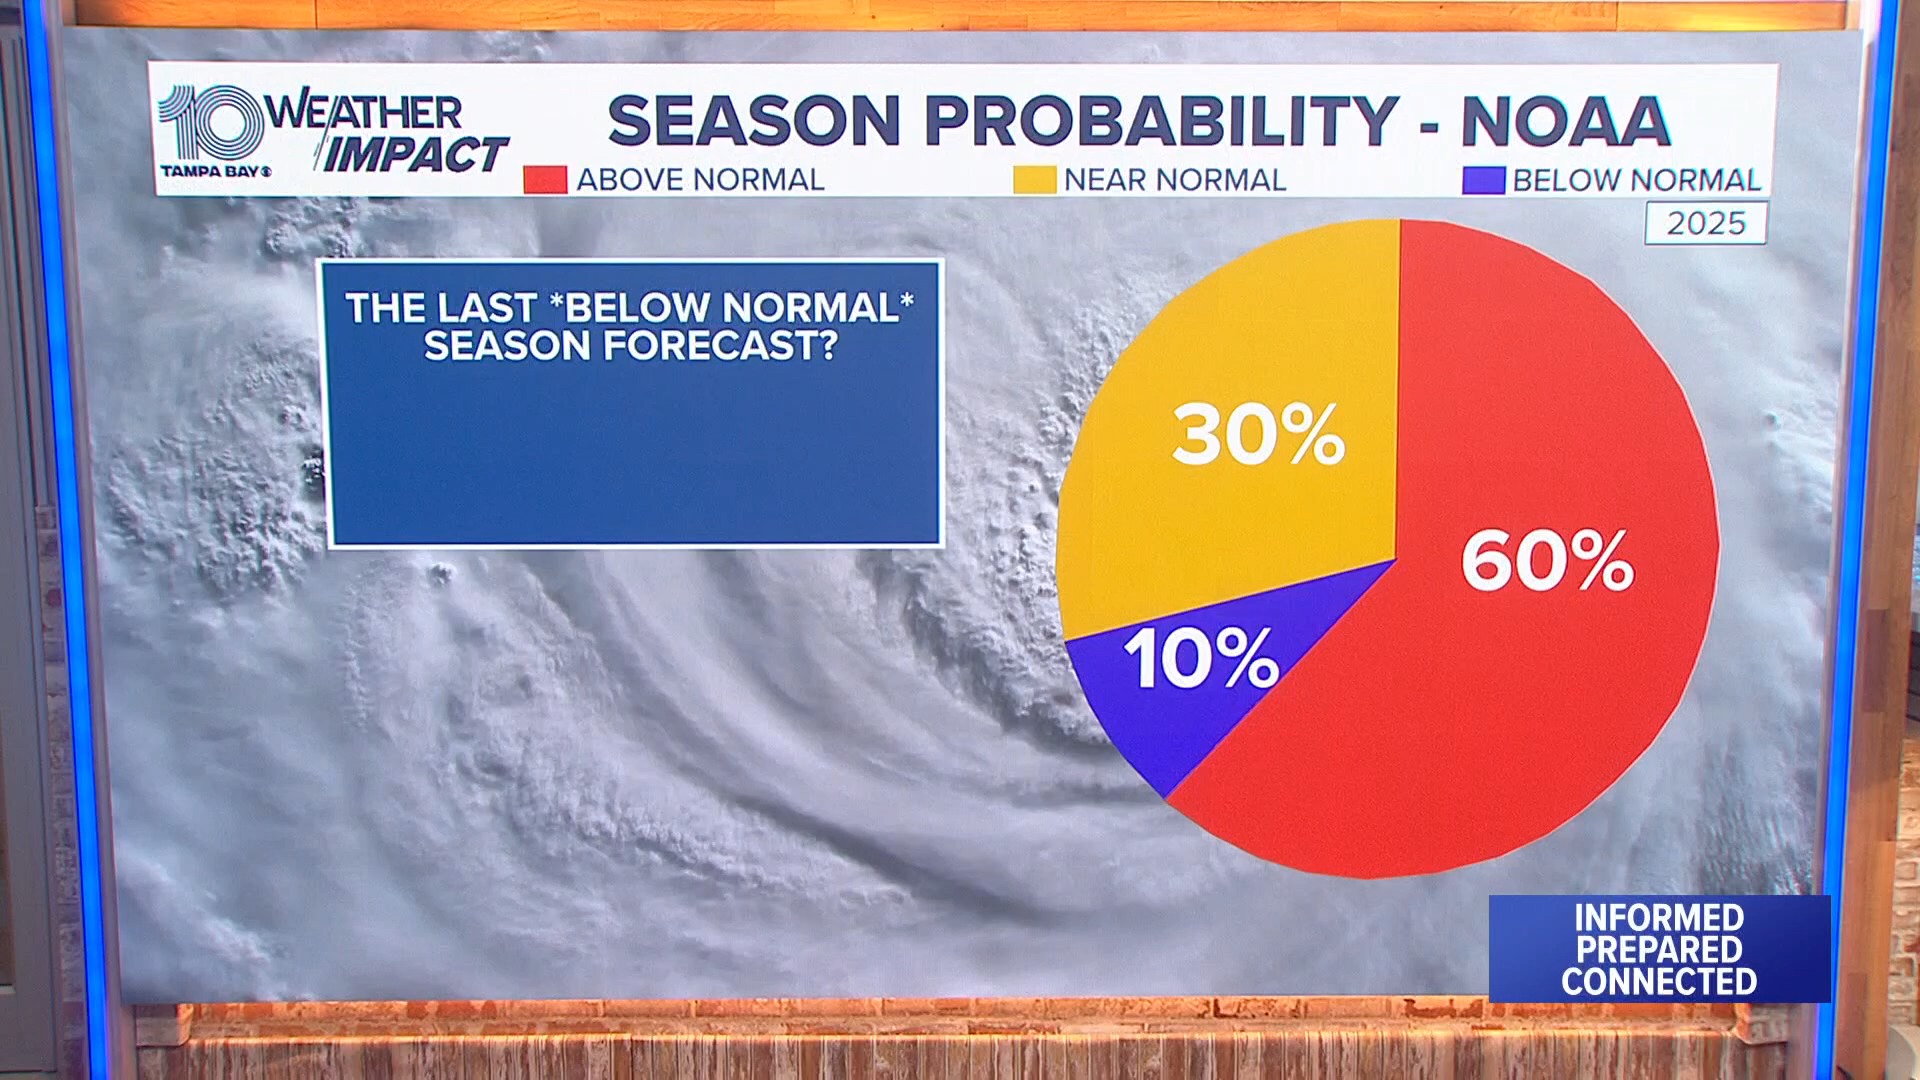 10 WEATHER IMPACT
TAMPA BAY
SEASON PROBABILITY - NOAA
ABOVE NORMAL
NEAR NORMAL
BELOW NORMAL
2025
THE LAST *BELOW NORMAL*
SEASON FORECAST?
30%
60%
10%
INFORMED
PREPARED
CONNECTED